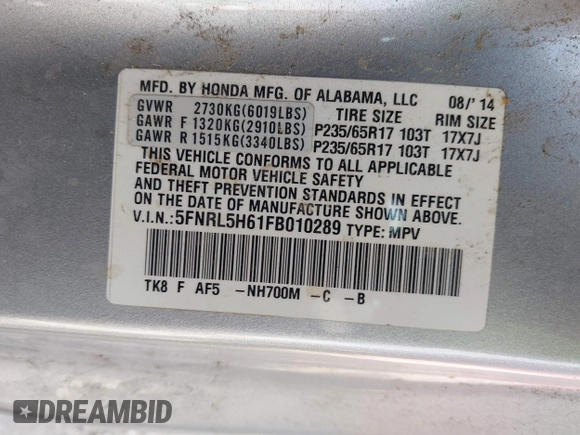 MFD. BY HONDA MFG. OF ALABAMA, LLC 08/'14
GVWR 2730KG(6019LBS) TIRE SIZE RIM SIZE
GAWR F 1320KG(2910LBS) P235/65R17 103T 17X7J
GAWR R 1515KG(3340LBS) P235/65R17 103T 17X7J
THIS VEHICLE CONFORMS TO ALL APPLICABLE
FEDERAL MOTOR VEHICLE SAFETY
AND THEFT PREVENTION STANDARDS IN EFFECT
ON THE DATE OF MANUFACTURE SHOWN ABOVE.
V.I.N.: 5FNRL5H61FB010289 TYPE: MPV
TK8 F AF5 -NH700M -C -B
DREAMBID